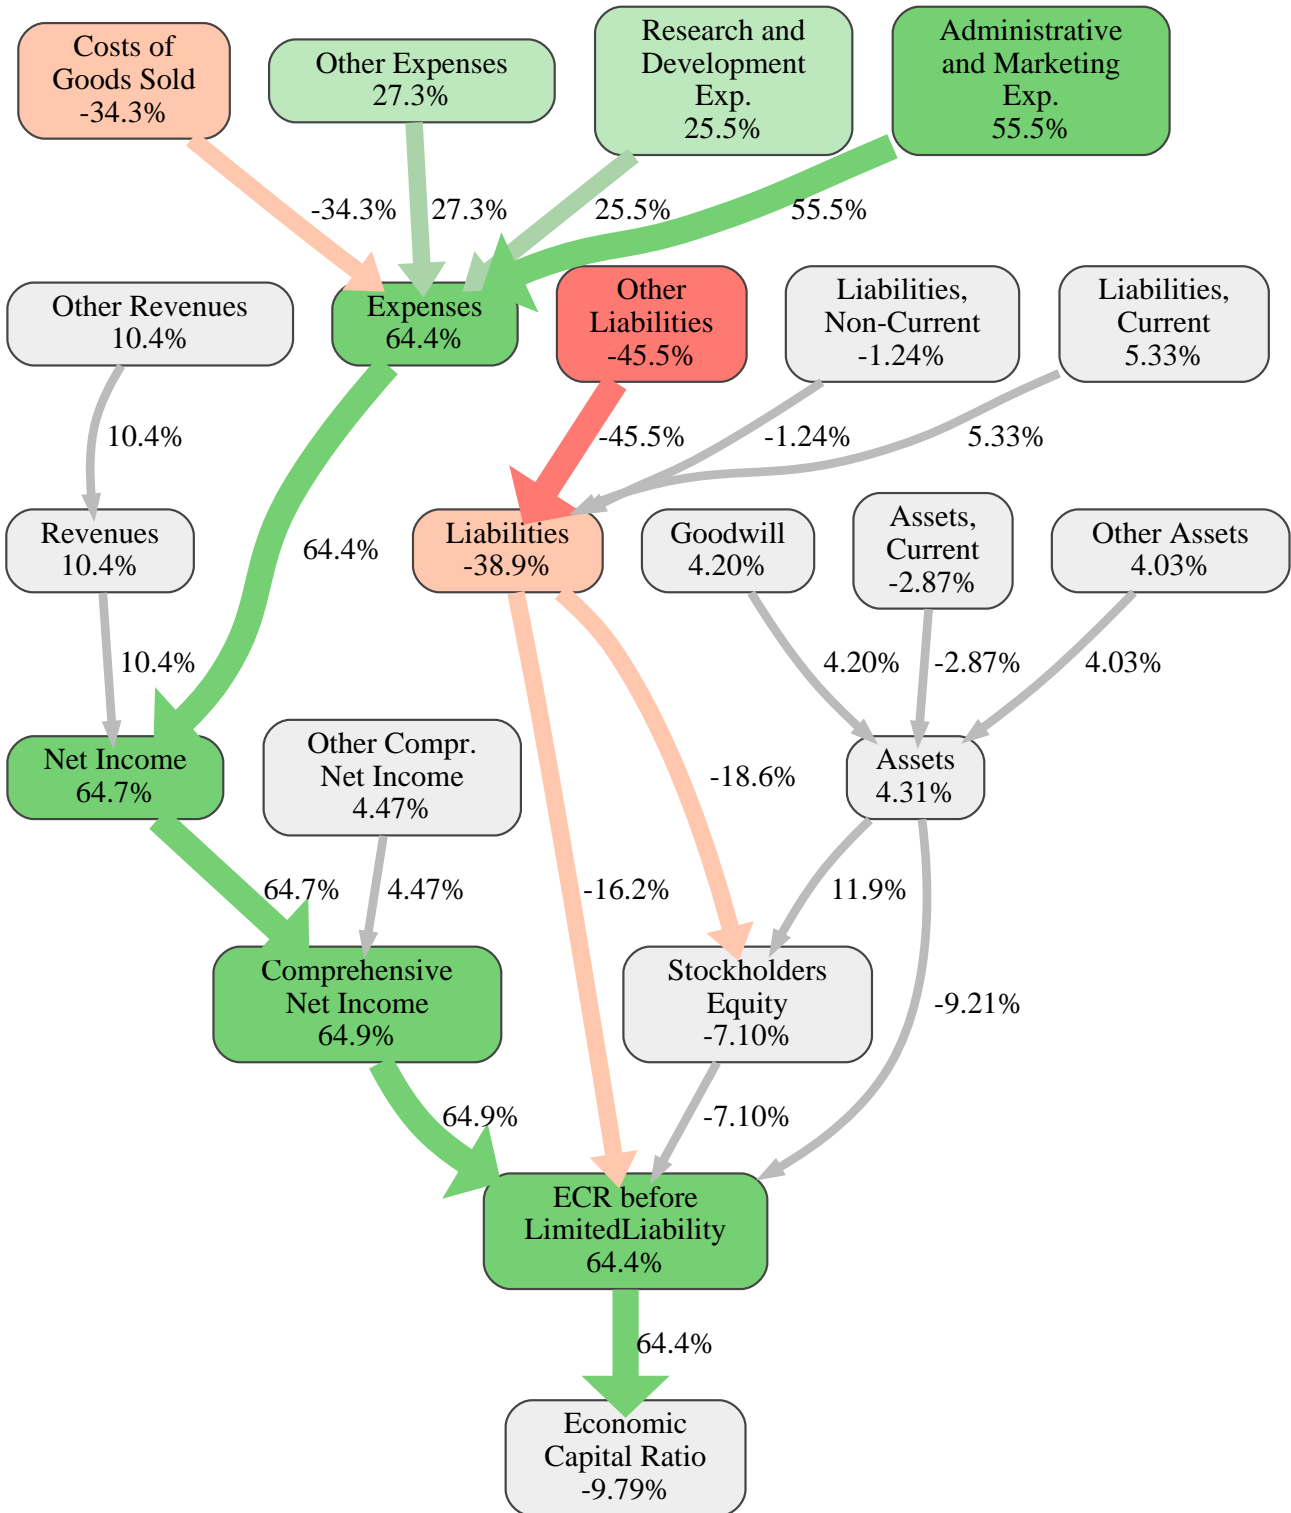 Costs of
Goods Sold
-34.3%
Other Expenses
27.3%
Research and
Development
Exp.
25.5%
Administrative
and Marketing
Exp.
55.5%
-34.3%
27.3%
25.5%
55.5%
Other Revenues
10.4%
Expenses
64.4%
Other
Liabilities
-45.5%
Liabilities,
Non-Current
-1.24%
Liabilities,
Current
5.33%
10.4%
-45.5%
-1.24%
5.33%
Revenues
10.4%
64.4%
Liabilities
-38.9%
Goodwill
4.20%
Assets,
Current
-2.87%
Other Assets
4.03%
10.4%
4.20%
-2.87%
4.03%
Net Income
64.7%
Other Compr.
Net Income
4.47%
-18.6%
Assets
4.31%
64.7%
4.47%
-16.2%
11.9%
Comprehensive
Net Income
64.9%
Stockholders
Equity
-7.10%
-9.21%
64.9%
-7.10%
ECR before
LimitedLiability
64.4%
64.4%
Economic
Capital Ratio
-9.79%